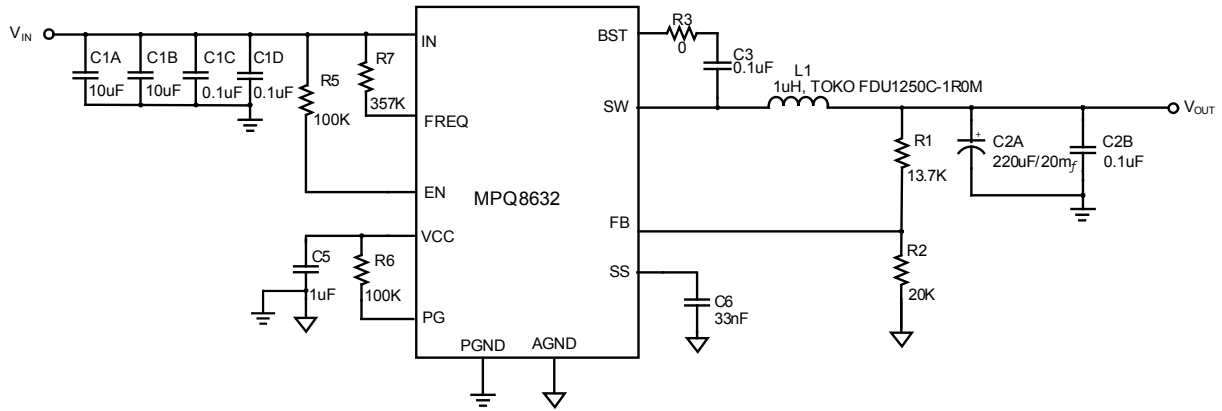 V_IN
C1A
10uF
C1B
10uF
C1C
0.1uF
C1D
0.1uF
R5
100K
R7
357K
IN
FREQ
EN
VCC
PG
PGND
AGND
MPQ8632
BST
SW
FB
SS
R3
0
C3
0.1uF
L1
1uH, TOKO FDU1250C-1R0M
V_OUT
R1
13.7K
+
C2A
220uF/20mƒ
C2B
0.1uF
R2
20K
C5
1uF
R6
100K
C6
33nF